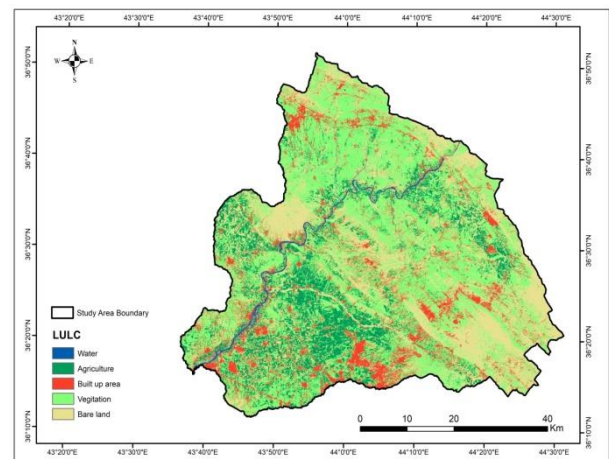 43°20'0"E 43°30'0"E 43°40'0"E 43°50'0"E 44°0'0"E 44°10'0"E 44°20'0"E 44°30'0"E
N
W E
S
36°50'0"N 36°50'0"N
36°40'0"N 36°40'0"N
36°30'0"N 36°30'0"N
36°20'0"N 36°20'0"N
36°10'0"N 36°10'0"N
Study Area Boundary
LULC
Water
Agriculture
Built up area
Vegitation
Bare land
0 10 20 40
Km
43°20'0"E 43°30'0"E 43°40'0"E 43°50'0"E 44°0'0"E 44°10'0"E 44°20'0"E 44°30'0"E